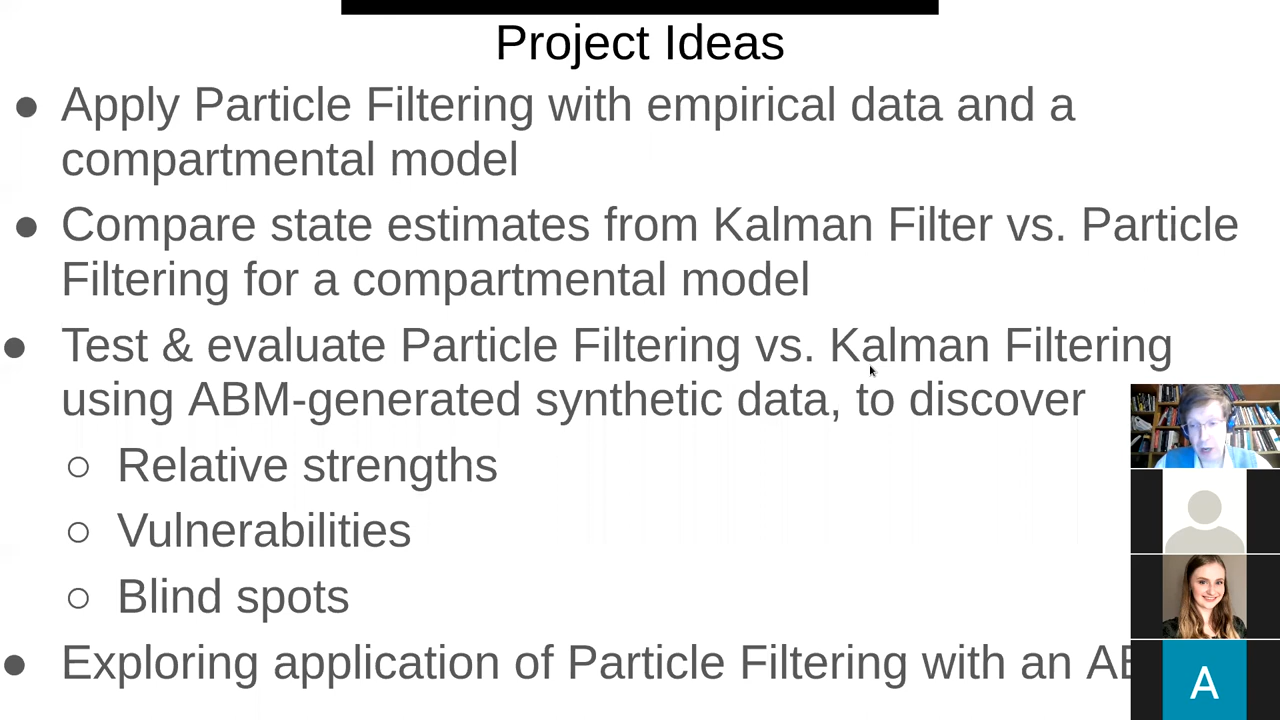 Project Ideas
● Apply Particle Filtering with empirical data and a
compartmental model
● Compare state estimates from Kalman Filter vs. Particle
Filtering for a compartmental model
● Test & evaluate Particle Filtering vs. Kalman Filtering
using ABM-generated synthetic data, to discover
○ Relative strengths
○ Vulnerabilities
○ Blind spots
● Exploring application of Particle Filtering with an
A